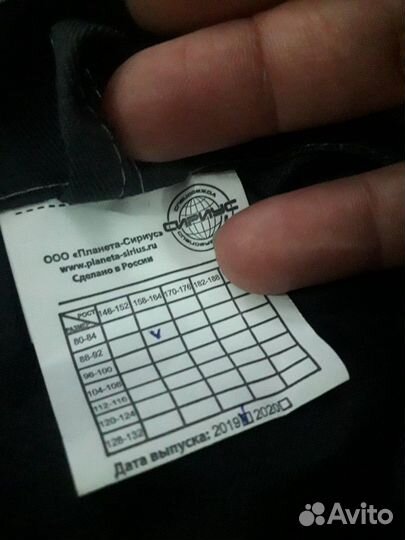 СПЕЦОДЕЖДА
СИРИУС
СПЕЦОБУВЬ
ООО «Планета-Сириус»
www.planeta-sirius.ru
Сделано в России
РОСТ 146-152 158-164 170-176 182-188
РАЗМЕР
80-84
88-92
96-100
104-108
112-116
120-124
128-132
Дата выпуска: 2019 2020
Avito